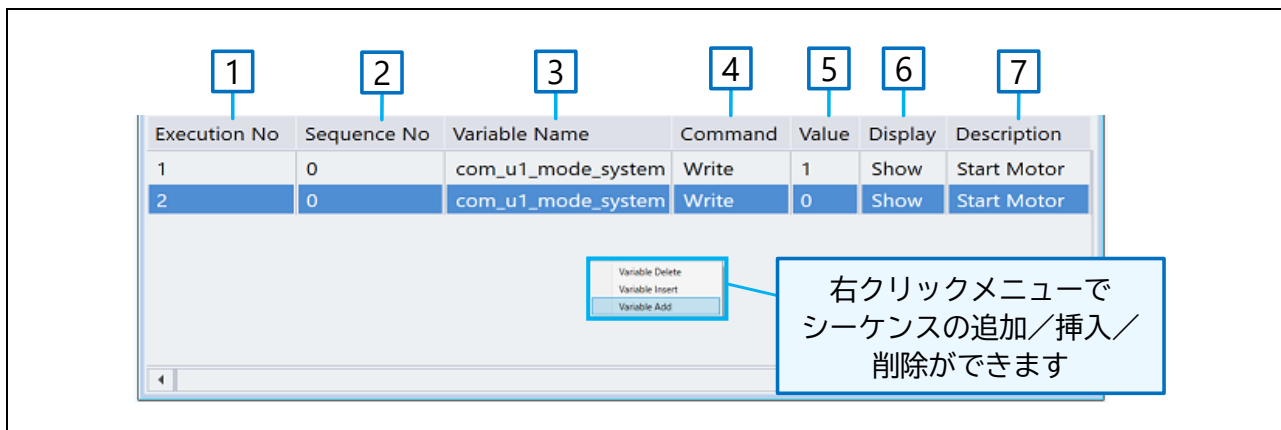 1 2 3 4 5 6 7
Execution No Sequence No Variable Name Command Value Display Description
1 0 com_u1_mode_system Write 1 Show Start Motor
2 0 com_u1_mode_system Write 0 Show Start Motor
Variable Delete
Variable Insert
Variable Add
右クリックメニューで
シーケンスの追加／挿入／
削除ができます